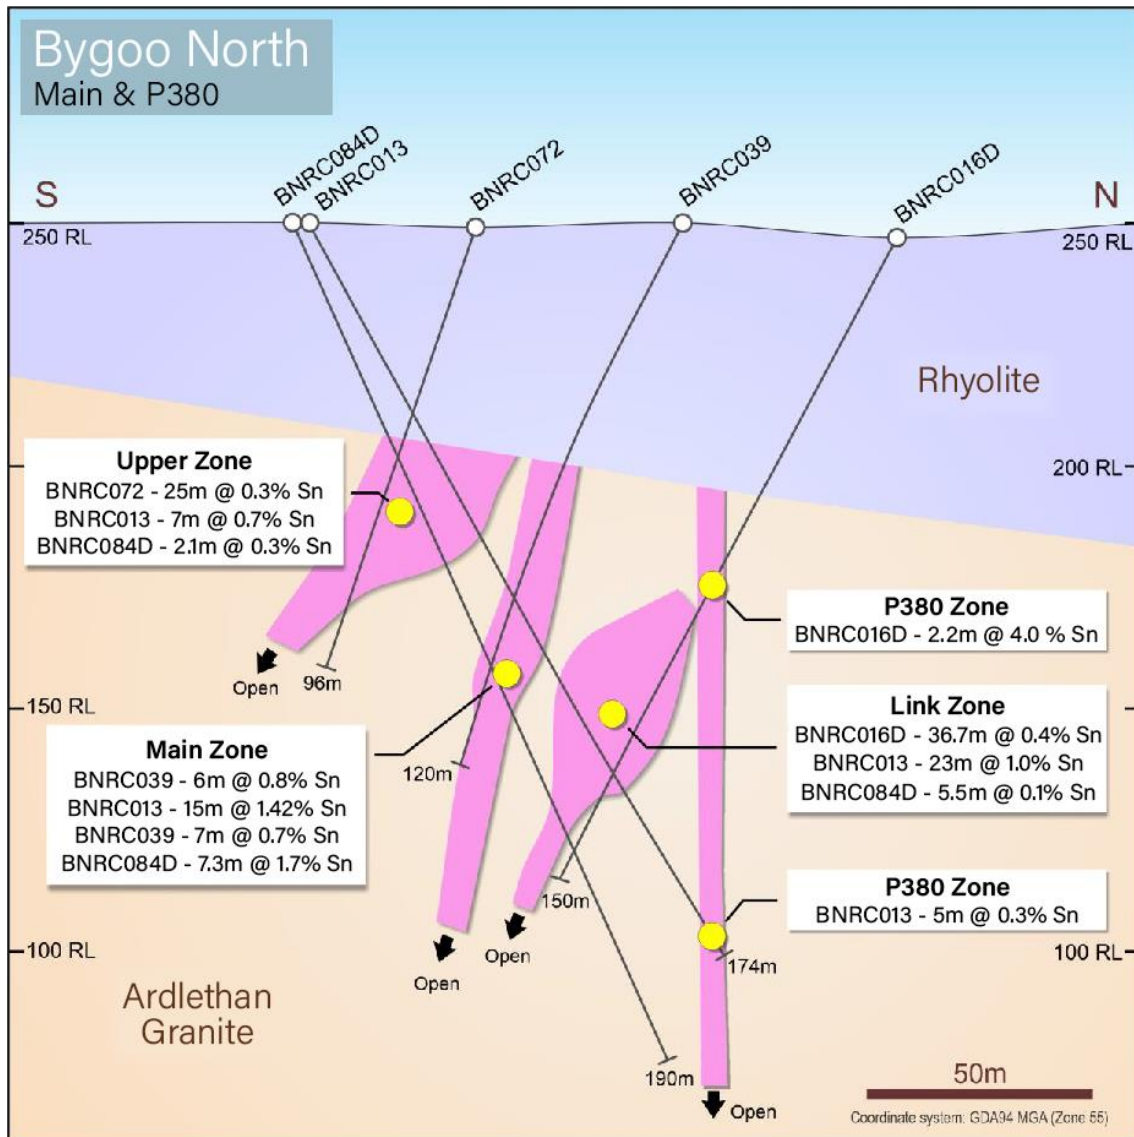 Bygoo North
Main & P380
BNRC084D
BNRC013
BNRC072
BNRC039
BNRC016D
S
N
250 RL
250 RL
Rhyolite
Upper Zone
BNRC072 - 25m @ 0.3% Sn
BNRC013 - 7m @ 0.7% Sn
BNRC084D - 2.1m @ 0.3% Sn
200 RL
P380 Zone
BNRC016D - 2.2m @ 4.0 % Sn
Open
96m
150 RL
Link Zone
BNRC016D - 36.7m @ 0.4% Sn
BNRC013 - 23m @ 1.0% Sn
BNRC084D - 5.5m @ 0.1% Sn
Main Zone
BNRC039 - 6m @ 0.8% Sn
BNRC013 - 15m @ 1.42% Sn
BNRC039 - 7m @ 0.7% Sn
BNRC084D - 7.3m @ 1.7% Sn
120m
150m
P380 Zone
BNRC013 - 5m @ 0.3% Sn
100 RL
100 RL
Open
Open
174m
Ardlethan
Granite
190m
Open
50m
Coordinate system: GDA94 MGA (Zone 55)